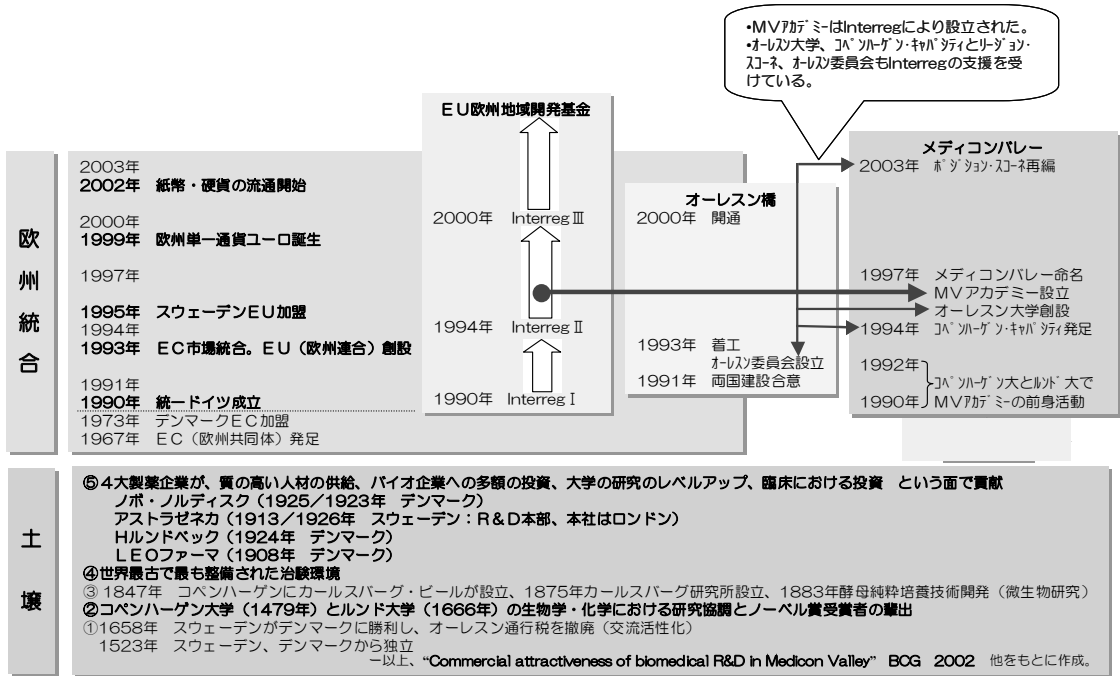 •MVアカデミーはInterregにより設立された。
•オーレスン大学、コペンハーゲン・キャパシティとリージョン・
スコーネ、オーレスン委員会もInterregの支援を受
けている。
EU欧州地域開発基金
2000年 Interreg Ⅲ
1994年 Interreg Ⅱ
1990年 Interreg Ⅰ
オーレスン橋
2000年 開通
1993年 着工
オーレスン委員会設立
1991年 両国建設合意
メディコンバレー
2003年 ポジション・スコーネ再編
1997年 メディコンバレー命名
MVアカデミー設立
オーレスン大学創設
1994年 コペンハーゲン・キャパシティ発足
1992年
コペンハーゲン大とルンド大で
1990年 MVアカデミーの前身活動
欧州統合
2003年
2002年 紙幣・硬貨の流通開始
2000年
1999年 欧州単一通貨ユーロ誕生
1997年
1995年 スウェーデンEU加盟
1994年
1993年 EC市場統合。EU（欧州連合）創設
1991年
1990年 統一ドイツ成立
1973年 デンマークEC加盟
1967年 EC（欧州共同体）発足
土壌
⑤4大製薬企業が、質の高い人材の供給、バイオ企業への多額の投資、大学の研究のレベルアップ、臨床における投資 という面で貢献
ノボ・ノルディスク（1925／1923年 デンマーク）
アストラゼネカ（1913／1926年 スウェーデン：R＆D本部、本社はロンドン）
Hルンドベック（1924年 デンマーク）
LEOファーマ（1908年 デンマーク）
④世界最古で最も整備された治験環境
③ 1847年 コペンハーゲンにカールスバーグ・ビールが設立、1875年カールスバーグ研究所設立、1883年酵母純粋培養技術開発（微生物研究）
②コペンハーゲン大学（1479年）とルンド大学（1666年）の生物学・化学における研究協調とノーベル賞受賞者の輩出
①1658年 スウェーデンがデンマークに勝利し、オーレスン通行税を撤廃（交流活性化）
1523年 スウェーデン、デンマークから独立
ー以上、“Commercial attractiveness of biomedical R&D in Medicon Valley” BCG 2002 他をもとに作成。